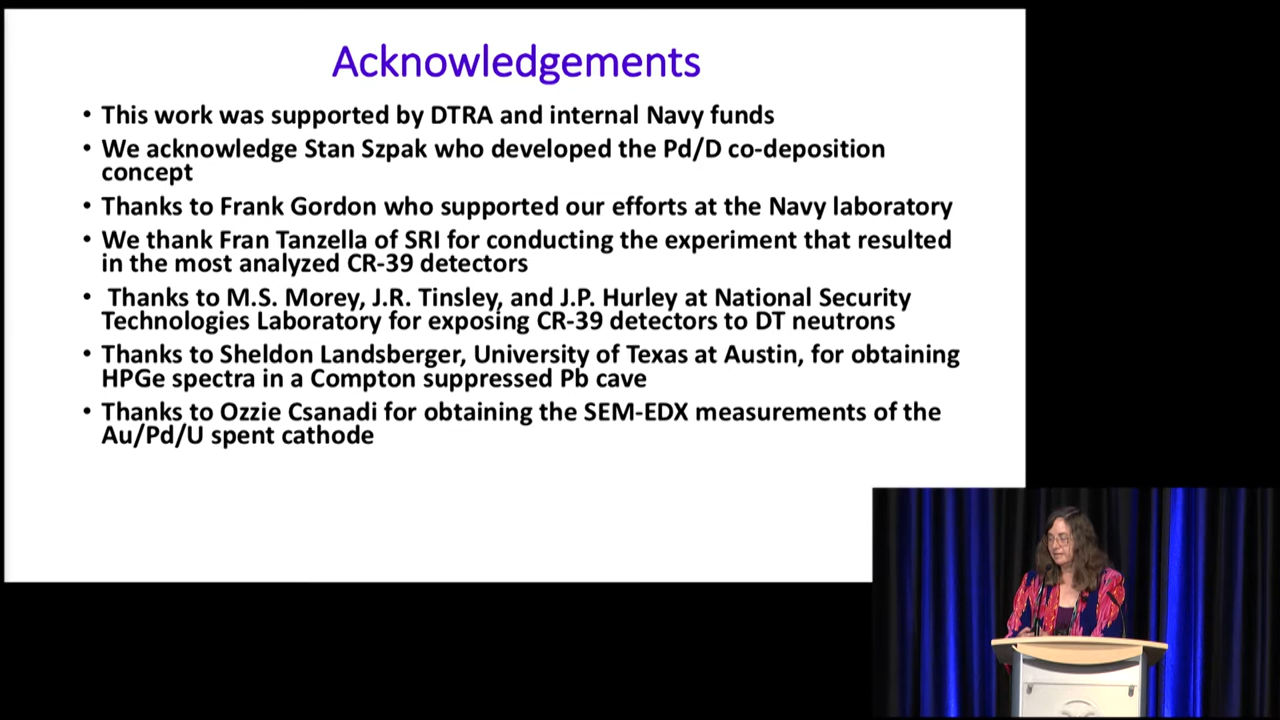 Acknowledgements
• This work was supported by DTRA and internal Navy funds
• We acknowledge Stan Szpak who developed the Pd/D co-deposition
concept
• Thanks to Frank Gordon who supported our efforts at the Navy laboratory
• We thank Fran Tanzella of SRI for conducting the experiment that resulted
in the most analyzed CR-39 detectors
• Thanks to M.S. Morey, J.R. Tinsley, and J.P. Hurley at National Security
Technologies Laboratory for exposing CR-39 detectors to DT neutrons
• Thanks to Sheldon Landsberger, University of Texas at Austin, for obtaining
HPGe spectra in a Compton suppressed Pb cave
• Thanks to Ozzie Csanadi for obtaining the SEM-EDX measurements of the
Au/Pd/U spent cathode